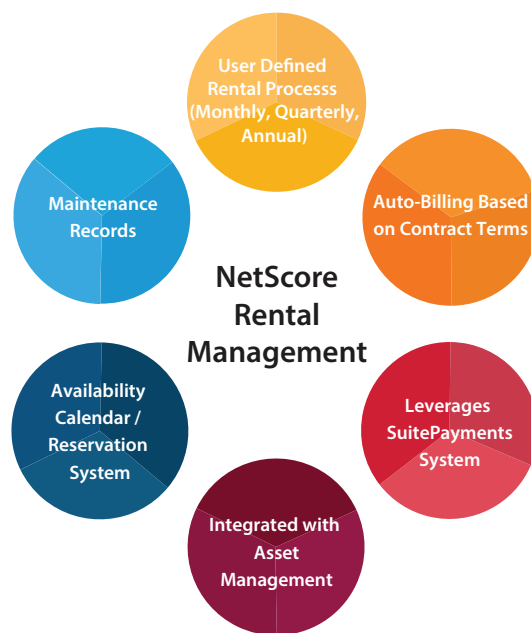 User Defined
Rental Processs
(Monthly, Quarterly,
Annual)
Maintenance
Records
Auto-Billing Based
on Contract Terms
NetScore
Rental
Management
Availability
Calendar /
Reservation
System
Leverages
SuitePayments
System
Integrated with
Asset
Management